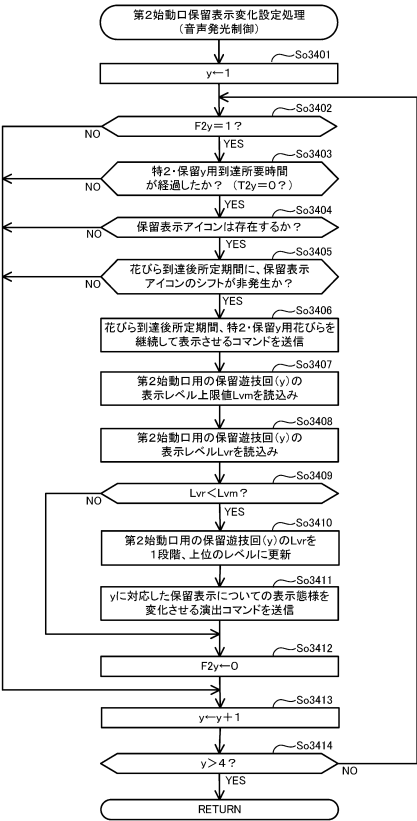 第2始動口保留表示変化設定処理
(音声発光制御)
So3401
y←1
So3402
F2y=1?
NO
YES
So3403
特2・保留y用到達所要時間
が経過したか? (T2y=0?)
NO
YES
So3404
保留表示アイコンは存在するか?
NO
YES
So3405
花びら到達後所定期間に、保留表示
アイコンのシフトが非発生か?
NO
YES
So3406
花びら到達後所定期間、特2・保留y用花びらを
継続して表示させるコマンドを送信
So3407
第2始動口用の保留遊技回(y)の
表示レベル上限値Lvmを読込み
So3408
第2始動口用の保留遊技回(y)の
表示レベルLvrを読込み
So3409
Lvr<Lvm?
NO
YES
So3410
第2始動口用の保留遊技回(y)のLvrを
1段階、上位のレベルに更新
So3411
yに対応した保留表示についての表示態様を
変化させる演出コマンドを送信
So3412
F2y←0
So3413
y←y+1
So3414
y>4?
NO
YES
RETURN